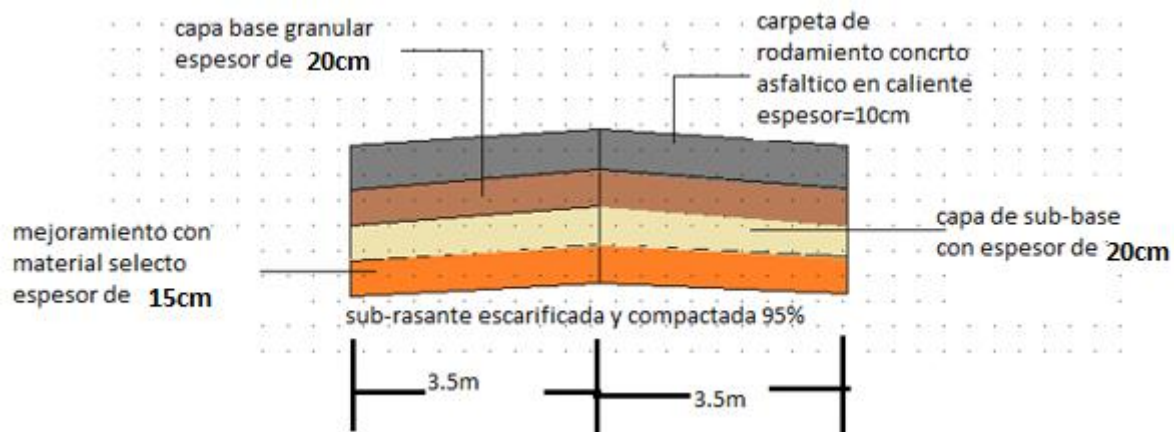 capa base granular
espesor de 20cm
carpeta de
rodamiento concrto
asfaltico en caliente
espesor=10cm
mejoramiento con
material selecto
espesor de 15cm
capa de sub-base
con espesor de 20cm
sub-rasante escarificada y compactada 95%
3.5m
3.5m